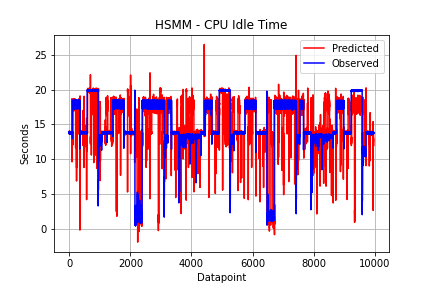 HSMM - CPU Idle Time
Predicted
Observed
25
20
15
10
5
0
Seconds
0
2000
4000
6000
8000
10000
Datapoint